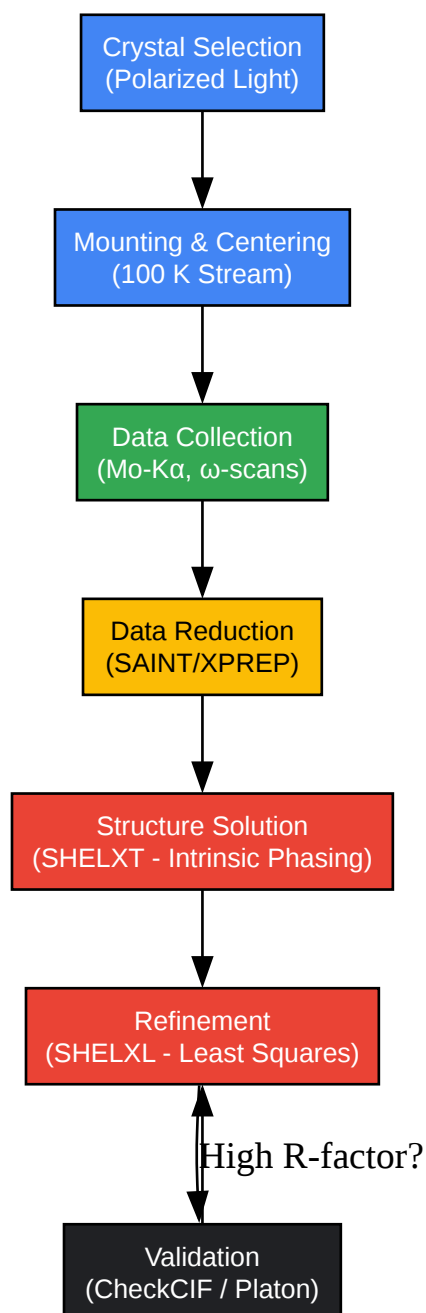 Crystal Selection
(Polarized Light)
Mounting & Centering
(100 K Stream)
Data Collection
(Mo-Kα, ω-scans)
Data Reduction
(SAINT/XPREP)
Structure Solution
(SHELXT - Intrinsic Phasing)
Refinement
(SHELXL - Least Squares)
High R-factor?
Validation
(CheckCIF / Platon)